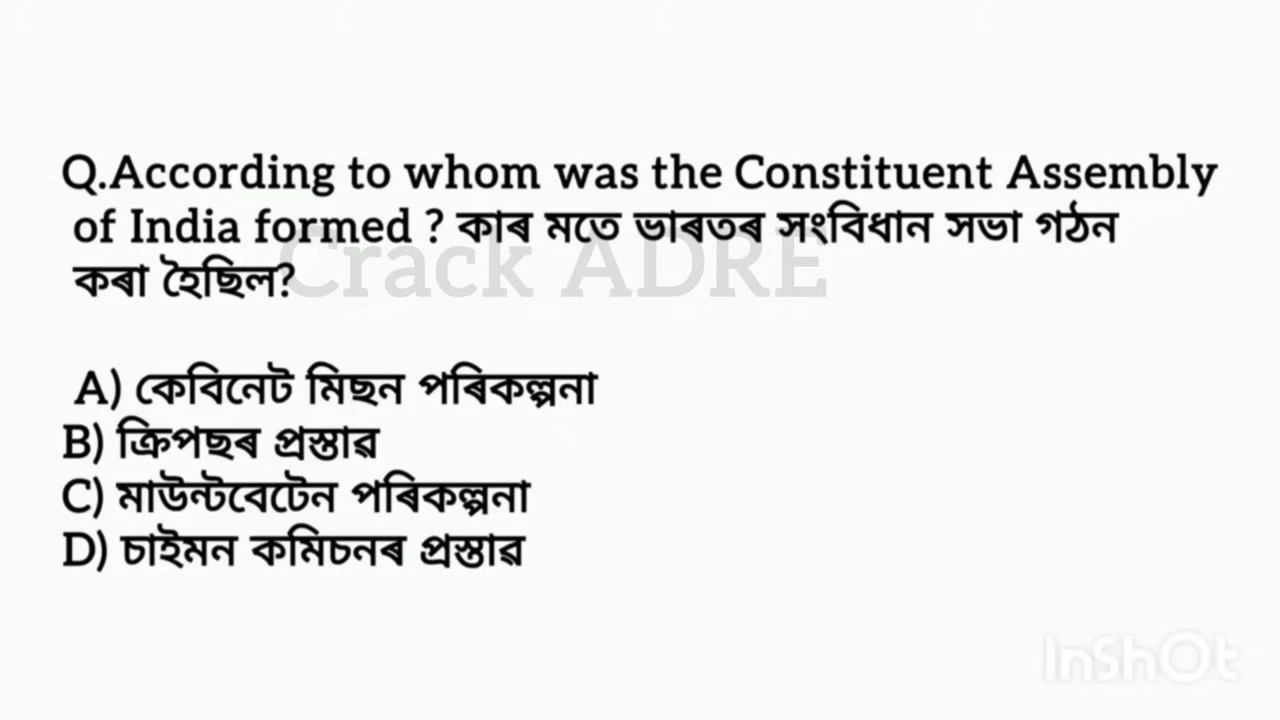 Q.According to whom was the Constituent Assembly
of India formed ? কাৰ মতে ভাৰতৰ সংবিধান সভা গঠন
কৰা হৈছিল?
Crack ADRE
A) কেবিনেট মিছন পৰিকল্পনা
B) ক্ৰিপছৰ প্ৰস্তাৱ
C) মাউন্টবেটেন পৰিকল্পনা
D) চাইমন কমিচনৰ প্ৰস্তাৱ
InShOt